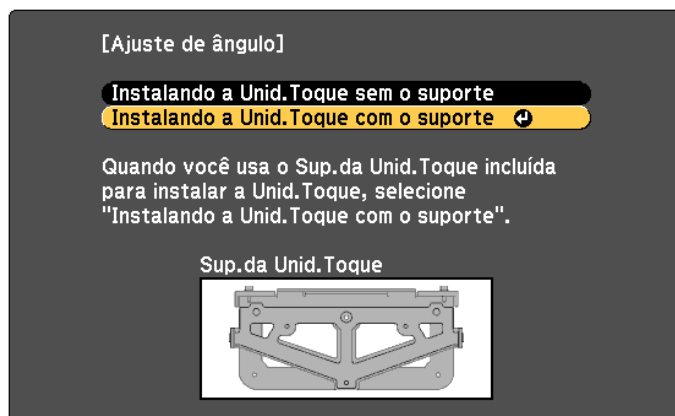 [Ajuste de ângulo]
Instalando a Unid.Toque sem o suporte
Instalando a Unid.Toque com o suporte
Quando você usa o Sup.da Unid.Toque incluída
para instalar a Unid.Toque, selecione
"Instalando a Unid.Toque com o suporte".
Sup.da Unid.Toque